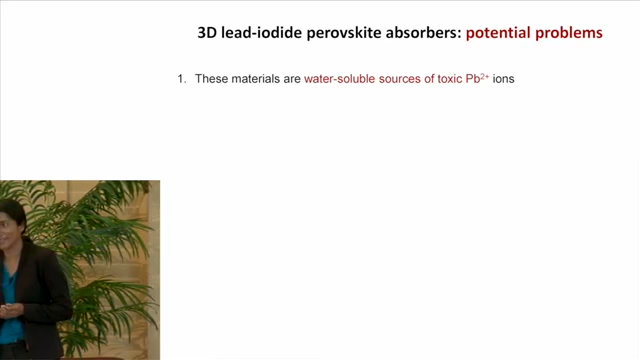 3D lead-iodide perovskite absorbers: potential problems
1. These materials are water-soluble sources of toxic Pb²⁺ ions